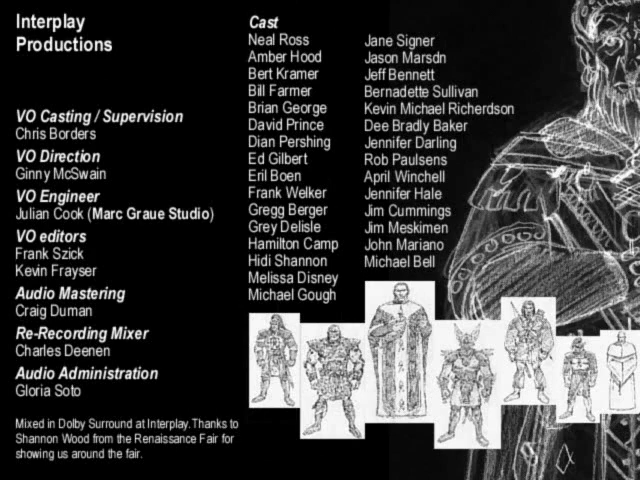 Interplay
Productions
VO Casting / Supervision
Chris Borders
VO Direction
Ginny McSwain
VO Engineer
Julian Cook (Marc Graue Studio)
VO editors
Frank Szick
Kevin Frayser
Audio Mastering
Craig Duman
Re-Recording Mixer
Charles Deenen
Audio Administration
Gloria Soto
Mixed in Dolby Surround at Interplay.Thanks to
Shannon Wood from the Renaissance Fair for
showing us around the fair.
Cast
Neal Ross
Amber Hood
Bert Kramer
Bill Farmer
Brian George
David Prince
Dian Pershing
Ed Gilbert
Eril Boen
Frank Welker
Gregg Berger
Grey Delisle
Hamilton Camp
Hidi Shannon
Melissa Disney
Michael Gough
Jane Signer
Jason Marsdn
Jeff Bennett
Bernadette Sullivan
Kevin Michael Richerdson
Dee Bradly Baker
Jennifer Darling
Rob Paulsens
April Winchell
Jennifer Hale
Jim Cummings
Jim Meskimen
John Mariano
Michael Bell